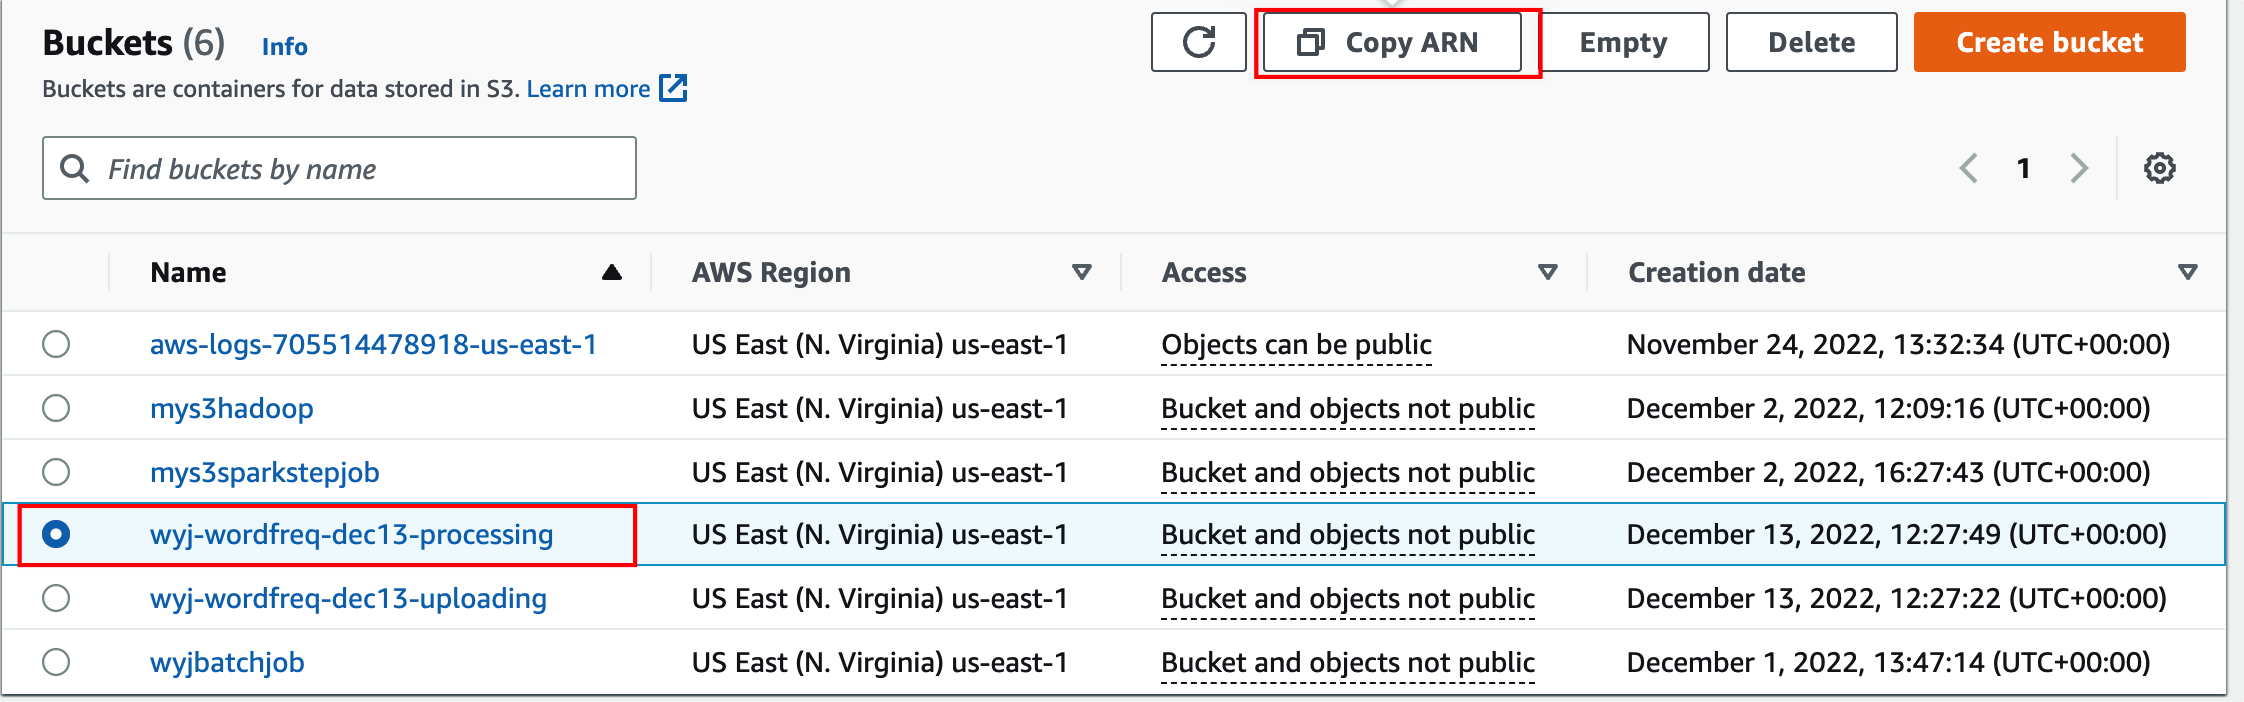 Buckets (6) Info
Copy ARN Empty Delete Create bucket
Buckets are containers for data stored in S3. Learn more
Find buckets by name
1
Name AWS Region Access Creation date
aws-logs-705514478918-us-east-1 US East (N. Virginia) us-east-1 Objects can be public November 24, 2022, 13:32:34 (UTC+00:00)
mys3hadoop US East (N. Virginia) us-east-1 Bucket and objects not public December 2, 2022, 12:09:16 (UTC+00:00)
mys3sparkstepjob US East (N. Virginia) us-east-1 Bucket and objects not public December 2, 2022, 16:27:43 (UTC+00:00)
wyj-wordfreq-dec13-processing US East (N. Virginia) us-east-1 Bucket and objects not public December 13, 2022, 12:27:49 (UTC+00:00)
wyj-wordfreq-dec13-uploading US East (N. Virginia) us-east-1 Bucket and objects not public December 13, 2022, 12:27:22 (UTC+00:00)
wyjbatchjob US East (N. Virginia) us-east-1 Bucket and objects not public December 1, 2022, 13:47:14 (UTC+00:00)